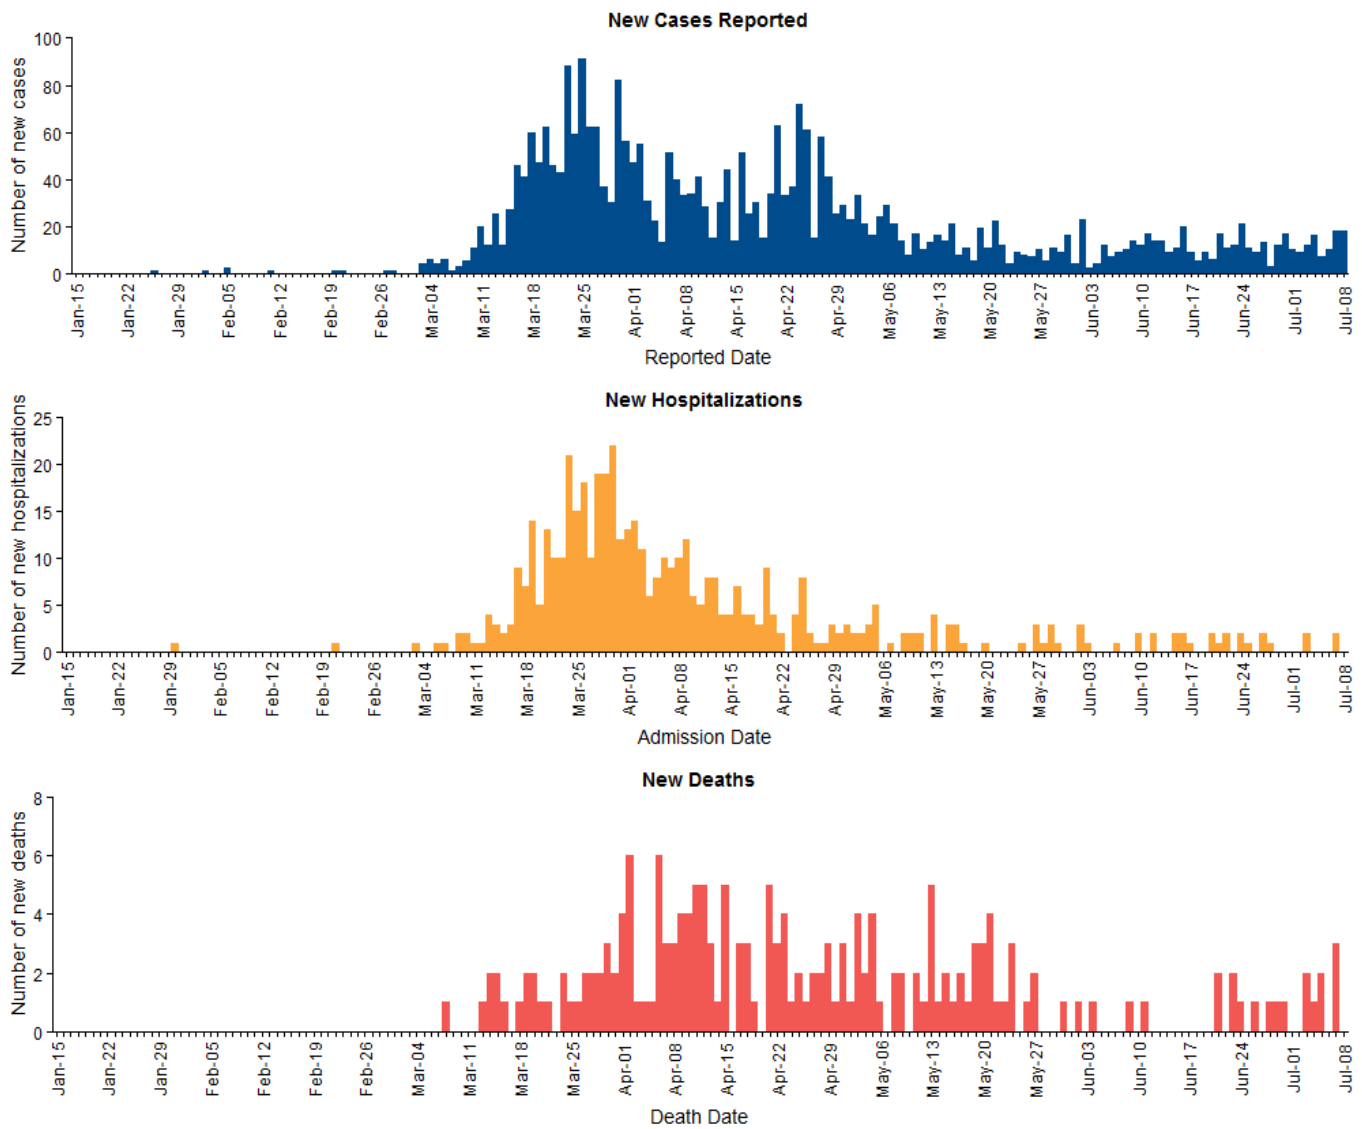 New Cases Reported
Number of new cases
100
80
60
40
20
0
Jan-15 Jan-22 Jan-29 Feb-05 Feb-12 Feb-19 Feb-26 Mar-04 Mar-11 Mar-18 Mar-25 Apr-01 Apr-08 Apr-15 Apr-22 Apr-29 May-06 May-13 May-20 May-27 Jun-03 Jun-10 Jun-17 Jun-24 Jul-01 Jul-08
Reported Date
New Hospitalizations
Number of new hospitalizations
25
20
15
10
5
0
Jan-15 Jan-22 Jan-29 Feb-05 Feb-12 Feb-19 Feb-26 Mar-04 Mar-11 Mar-18 Mar-25 Apr-01 Apr-08 Apr-15 Apr-22 Apr-29 May-06 May-13 May-20 May-27 Jun-03 Jun-10 Jun-17 Jun-24 Jul-01 Jul-08
Admission Date
New Deaths
Number of new deaths
8
6
4
2
0
Jan-15 Jan-22 Jan-29 Feb-05 Feb-12 Feb-19 Feb-26 Mar-04 Mar-11 Mar-18 Mar-25 Apr-01 Apr-08 Apr-15 Apr-22 Apr-29 May-06 May-13 May-20 May-27 Jun-03 Jun-10 Jun-17 Jun-24 Jul-01 Jul-08
Death Date